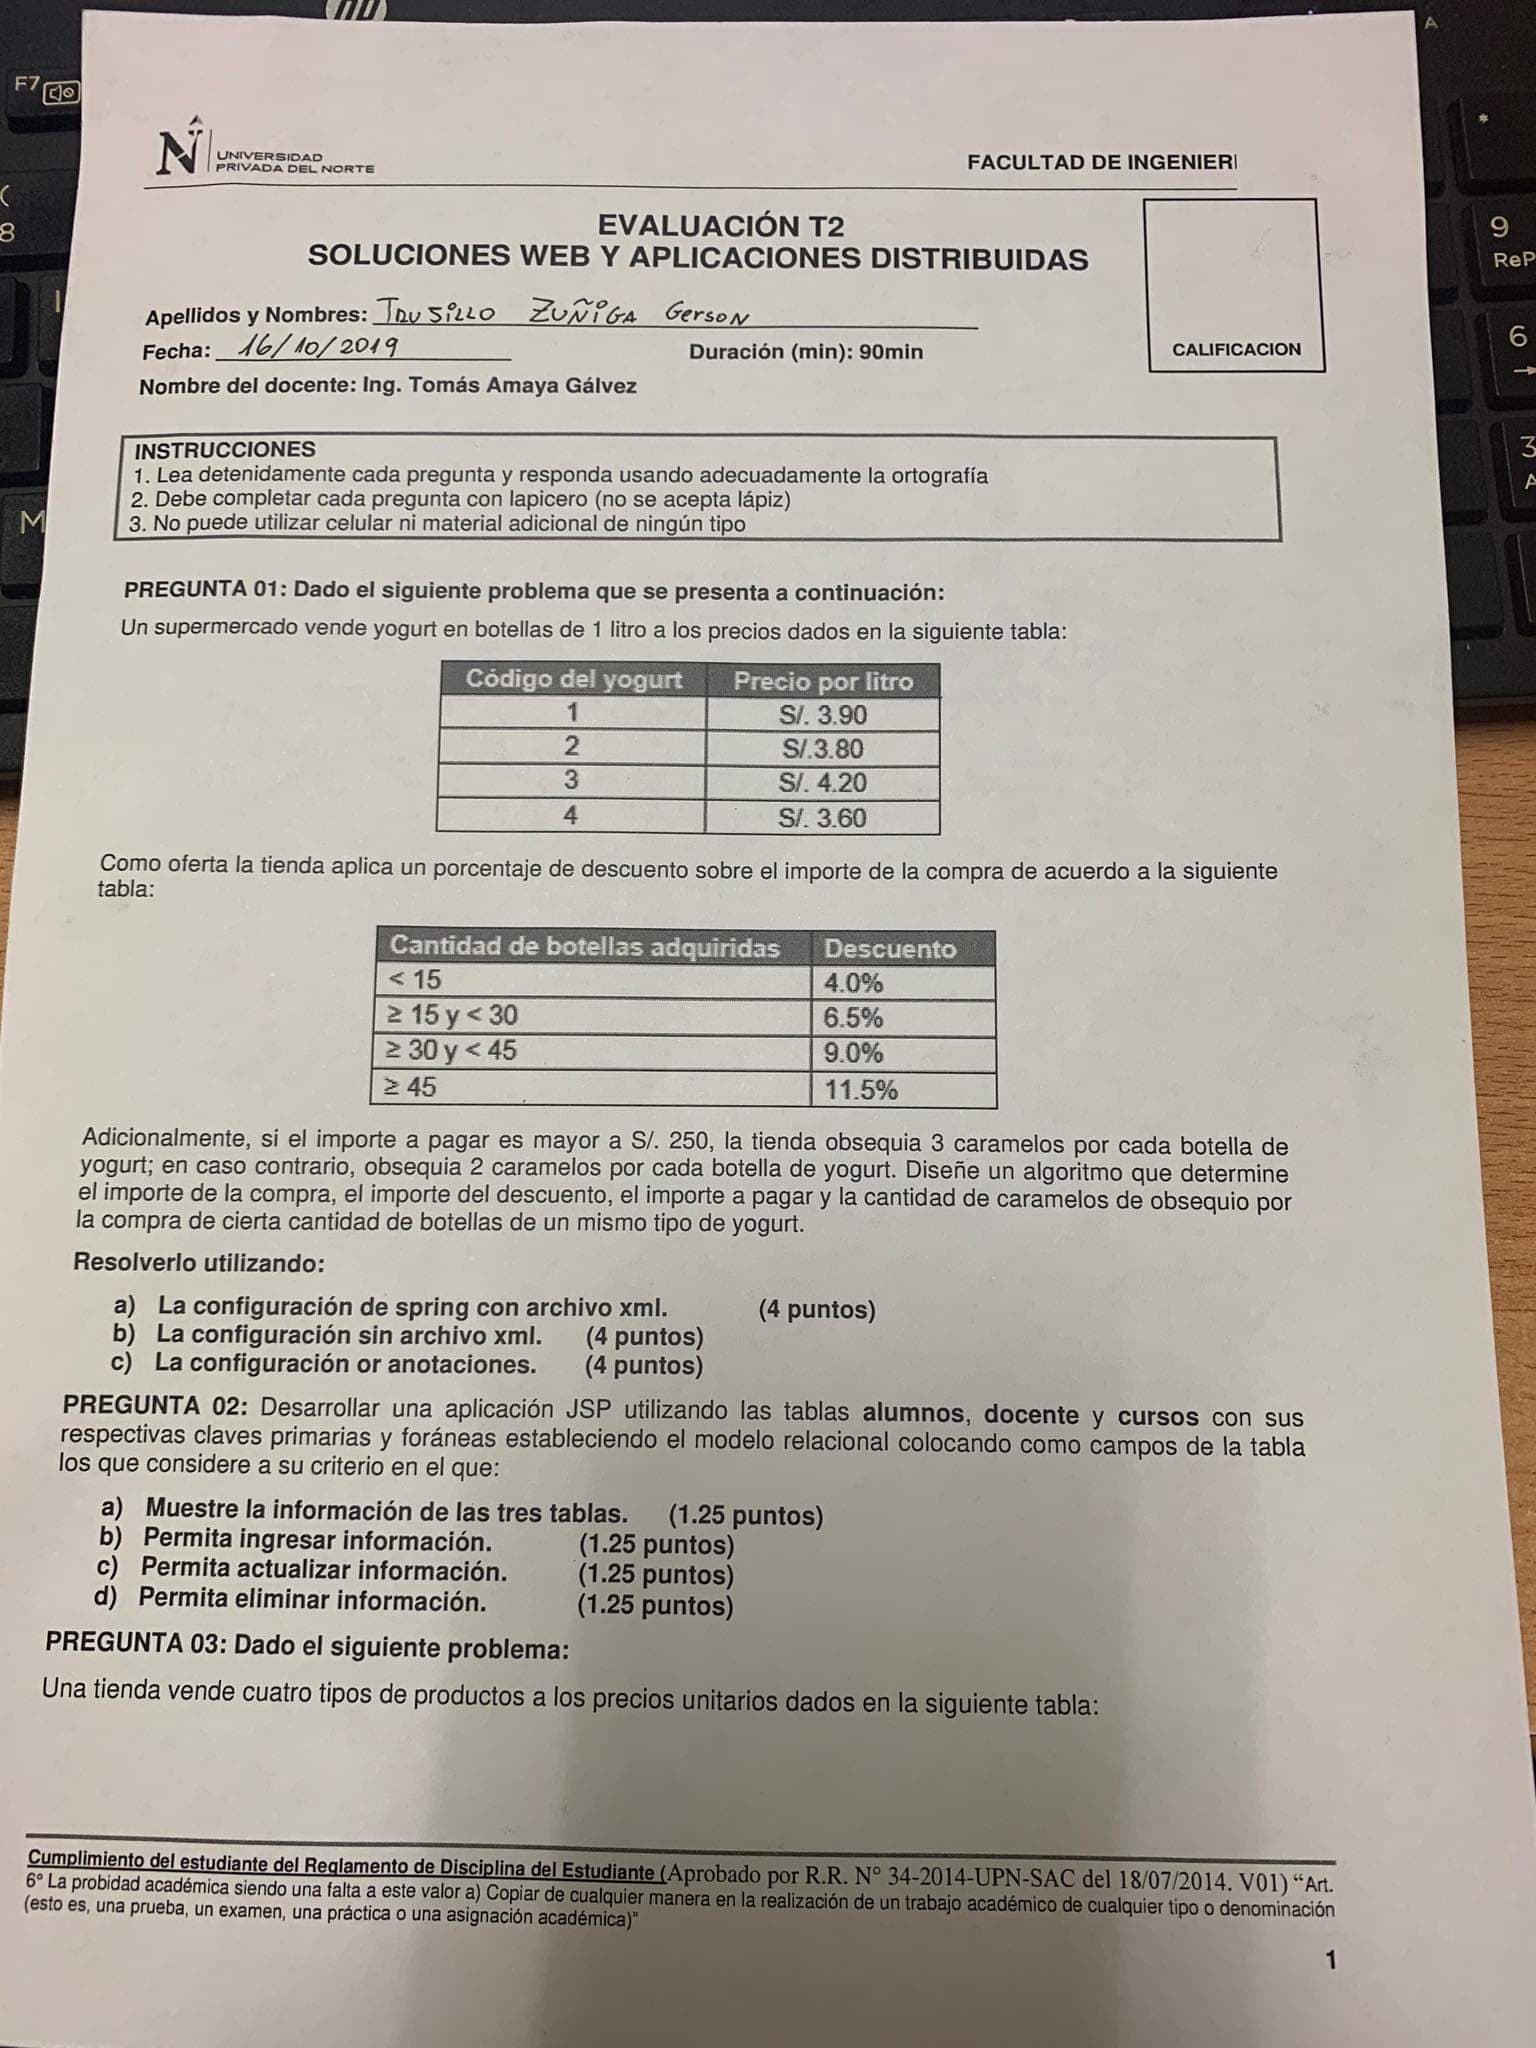 hp
F7
A
*
(
8
9
ReP
6
3
A
M
UNIVERSIDAD
PRIVADA DEL NORTE
FACULTAD DE INGENIERI
EVALUACIÓN T2
SOLUCIONES WEB Y APLICACIONES DISTRIBUIDAS
Apellidos y Nombres: TRUJILLO ZUÑIGA Gerson
Fecha: 16/10/2019 Duración (min): 90min
CALIFICACION
Nombre del docente: Ing. Tomás Amaya Gálvez
INSTRUCCIONES
1. Lea detenidamente cada pregunta y responda usando adecuadamente la ortografía
2. Debe completar cada pregunta con lapicero (no se acepta lápiz)
3. No puede utilizar celular ni material adicional de ningún tipo
PREGUNTA 01: Dado el siguiente problema que se presenta a continuación:
Un supermercado vende yogurt en botellas de 1 litro a los precios dados en la siguiente tabla:
Código del yogurt Precio por litro
1 S/. 3.90
2 S/.3.80
3 S/. 4.20
4 S/. 3.60
Como oferta la tienda aplica un porcentaje de descuento sobre el importe de la compra de acuerdo a la siguiente
tabla:
Cantidad de botellas adquiridas Descuento
< 15 4.0%
≥ 15 y < 30 6.5%
≥ 30 y < 45 9.0%
≥ 45 11.5%
Adicionalmente, si el importe a pagar es mayor a S/. 250, la tienda obsequia 3 caramelos por cada botella de
yogurt; en caso contrario, obsequia 2 caramelos por cada botella de yogurt. Diseñe un algoritmo que determine
el importe de la compra, el importe del descuento, el importe a pagar y la cantidad de caramelos de obsequio por
la compra de cierta cantidad de botellas de un mismo tipo de yogurt.
Resolverlo utilizando:
a) La configuración de spring con archivo xml. (4 puntos)
b) La configuración sin archivo xml. (4 puntos)
c) La configuración or anotaciones. (4 puntos)
PREGUNTA 02: Desarrollar una aplicación JSP utilizando las tablas alumnos, docente y cursos con sus
respectivas claves primarias y foráneas estableciendo el modelo relacional colocando como campos de la tabla
los que considere a su criterio en el que:
a) Muestre la información de las tres tablas. (1.25 puntos)
b) Permita ingresar información. (1.25 puntos)
c) Permita actualizar información. (1.25 puntos)
d) Permita eliminar información. (1.25 puntos)
PREGUNTA 03: Dado el siguiente problema:
Una tienda vende cuatro tipos de productos a los precios unitarios dados en la siguiente tabla:
Cumplimiento del estudiante del Reglamento de Disciplina del Estudiante (Aprobado por R.R. N° 34-2014-UPN-SAC del 18/07/2014. V01) “Art.
6° La probidad académica siendo una falta a este valor a) Copiar de cualquier manera en la realización de un trabajo académico de cualquier tipo o denominación
(esto es, una prueba, un examen, una práctica o una asignación académica)”
1